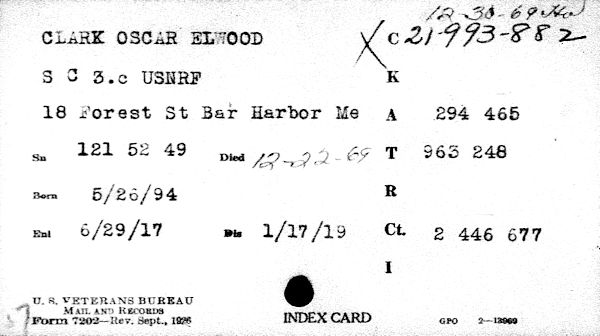 12-30-69
CLARK OSCAR ELWOOD C 21-993-882
S C 3.c USNRF K
18 Forest St Bar Harbor Me A 294 465
Sn 121 52 49 Died 12-22-69 T 963 248
Born 5/26/94 R
Enl 6/29/17 Dis 1/17/19 Ct. 2 446 677
I
U. S. VETERANS BUREAU
MAIL AND RECORDS
Form 7202—Rev. Sept., 1926 INDEX CARD GPO 2—13969